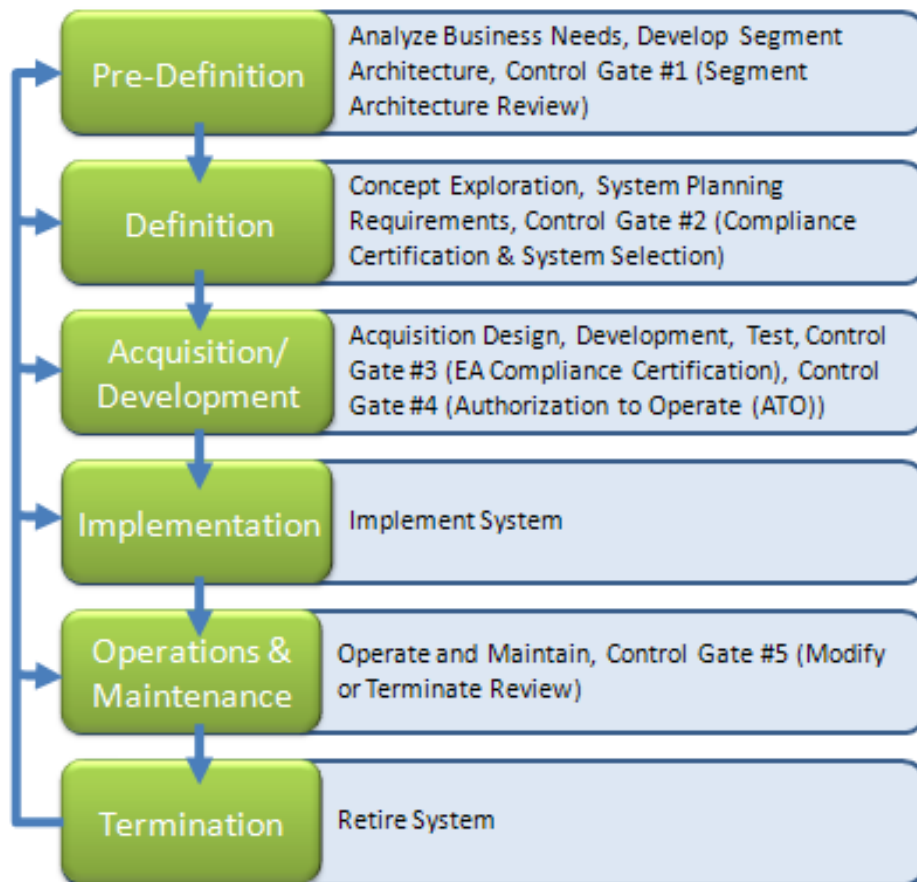 Pre-Definition
Analyze Business Needs, Develop Segment
Architecture, Control Gate #1 (Segment
Architecture Review)
Definition
Concept Exploration, System Planning
Requirements, Control Gate #2 (Compliance
Certification & System Selection)
Acquisition/
Development
Acquisition Design, Development, Test, Control
Gate #3 (EA Compliance Certification), Control
Gate #4 (Authorization to Operate (ATO))
Implementation
Implement System
Operations &
Maintenance
Operate and Maintain, Control Gate #5 (Modify
or Terminate Review)
Termination
Retire System